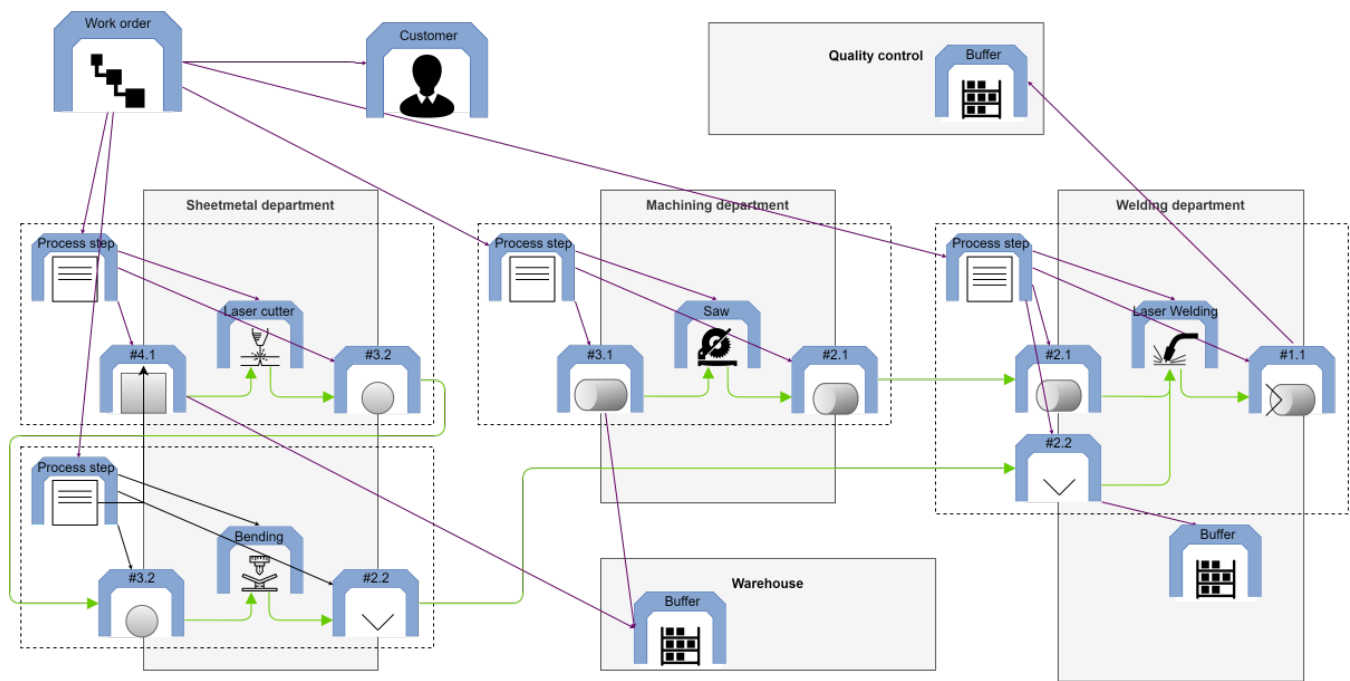 Work order
Customer
Quality control
Buffer
Sheetmetal department
Machining department
Welding department
Process step
Process step
Process step
Laser cutter
Saw
Laser Welding
#4.1
#3.2
#3.1
#2.1
#2.1
#1.1
#2.2
Process step
Bending
Buffer
#3.2
#2.2
Warehouse
Buffer